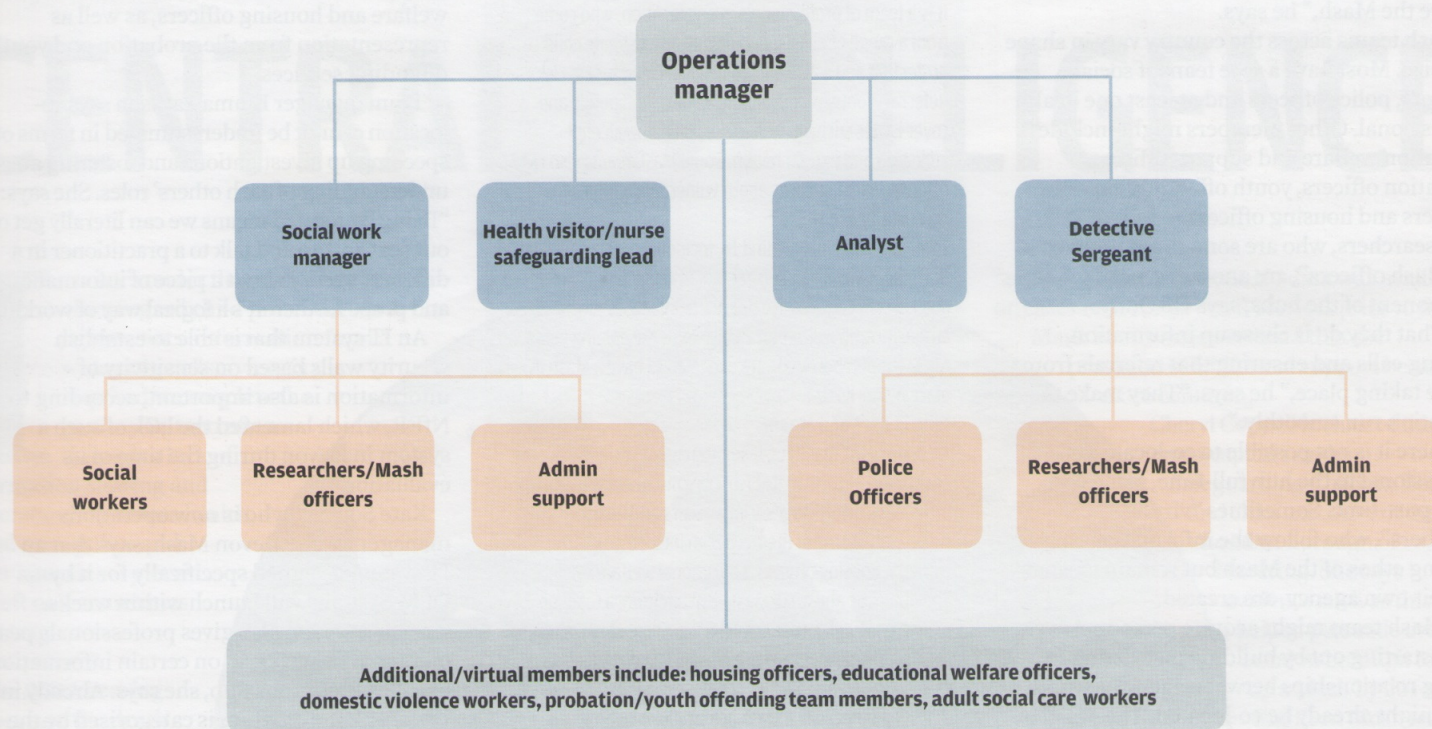 Operations
manager
Social work
manager
Health visitor/nurse
safeguarding lead
Analyst
Detective
Sergeant
Social
workers
Researchers/Mash
officers
Admin
support
Police
Officers
Researchers/Mash
officers
Admin
support
Additional/virtual members include: housing officers, educational welfare officers,
domestic violence workers, probation/youth offending team members, adult social care workers